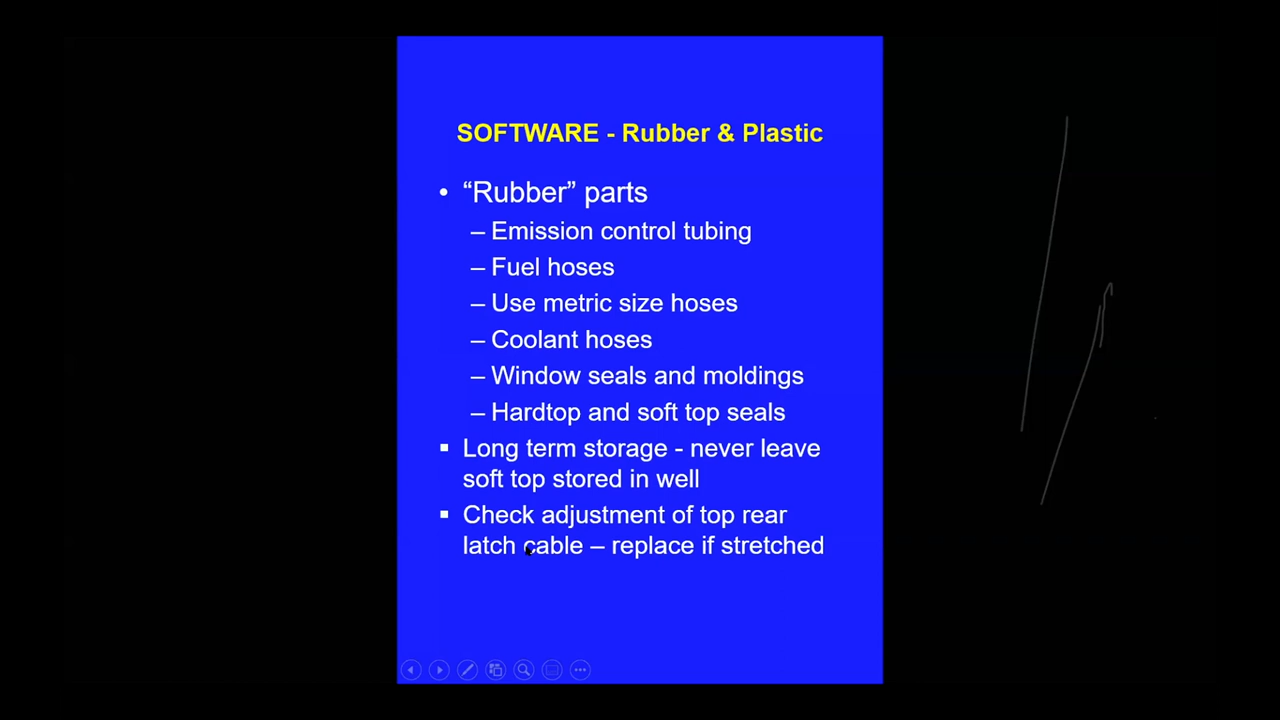 SOFTWARE - Rubber & Plastic
• “Rubber” parts
– Emission control tubing
– Fuel hoses
– Use metric size hoses
– Coolant hoses
– Window seals and moldings
– Hardtop and soft top seals
▪ Long term storage - never leave
soft top stored in well
▪ Check adjustment of top rear
latch cable – replace if stretched